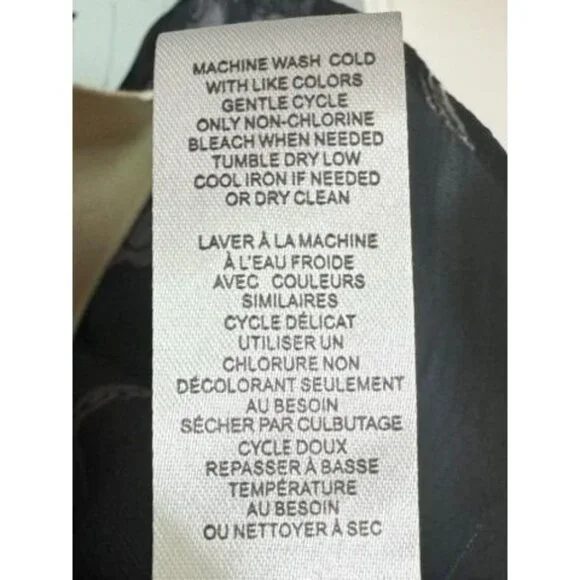 MACHINE WASH COLD
WITH LIKE COLORS
GENTLE CYCLE
ONLY NON-CHLORINE
BLEACH WHEN NEEDED
TUMBLE DRY LOW
COOL IRON IF NEEDED
OR DRY CLEAN
LAVER À LA MACHINE
À L'EAU FROIDE
AVEC COULEURS
SIMILAIRES
CYCLE DÉLICAT
UTILISER UN
CHLORURE NON
DÉCOLORANT SEULEMENT
AU BESOIN
SÉCHER PAR CULBUTAGE
CYCLE DOUX
REPASSER À BASSE
TEMPÉRATURE
AU BESOIN
OU NETTOYER À SEC